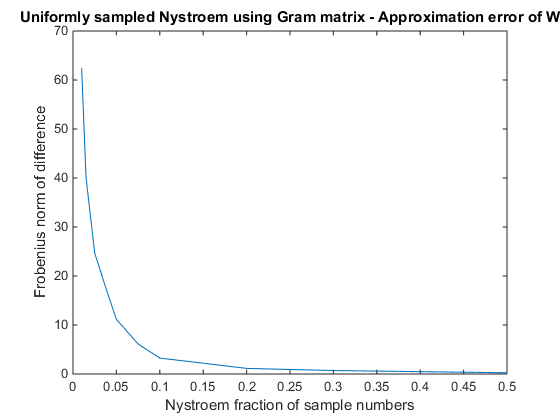 Uniformly sampled Nystroem using Gram matrix - Approximation error of W
70
60
50
40
30
20
10
0
Frobenius norm of difference
0 0.05 0.1 0.15 0.2 0.25 0.3 0.35 0.4 0.45 0.5
Nystroem fraction of sample numbers